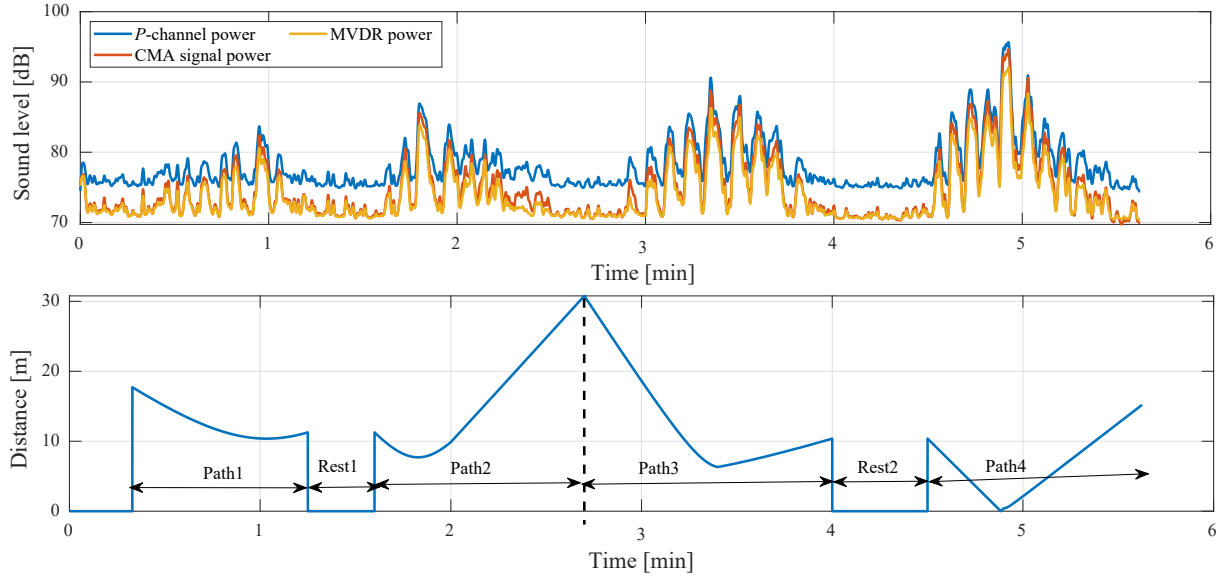 100
90
80
70
Sound level [dB]
P-channel power
MVDR power
CMA signal power
0 1 2 3 4 5 6
Time [min]
30
20
10
0
Distance [m]
Path1
Rest1
Path2
Path3
Rest2
Path4
0 1 2 3 4 5 6
Time [min]